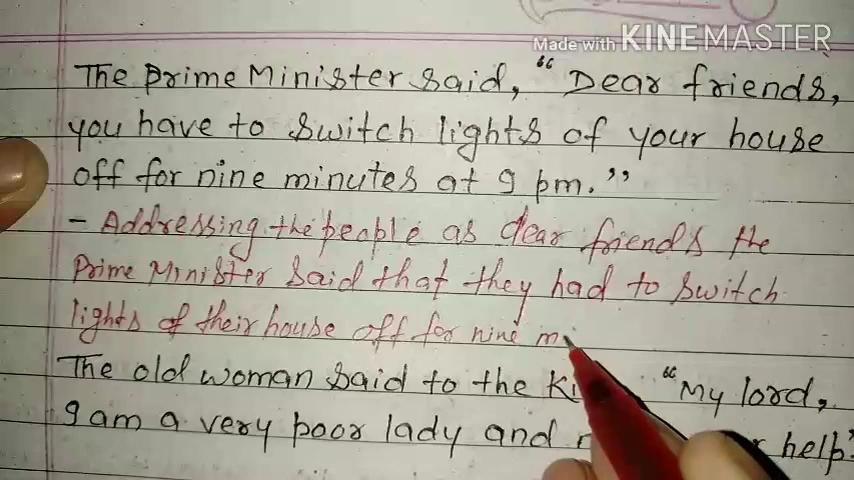 Made with KINEMASTER
The Prime Minister said, "Dear friends,
you have to switch lights of your house
off for nine minutes at 9 pm."
- Addressing the people as dear friends the
Prime Minister said that they had to switch
lights of their house off for nine mi
The old woman said to the "My lord,
I am a very poor lady and help"